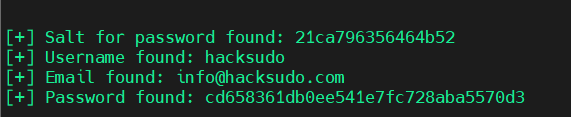 [+] Salt for password found: 21ca796356464b52
[+] Username found: hacksudo
[+] Email found: info@hacksudo.com
[+] Password found: cd658361db0ee541e7fc728aba5570d3